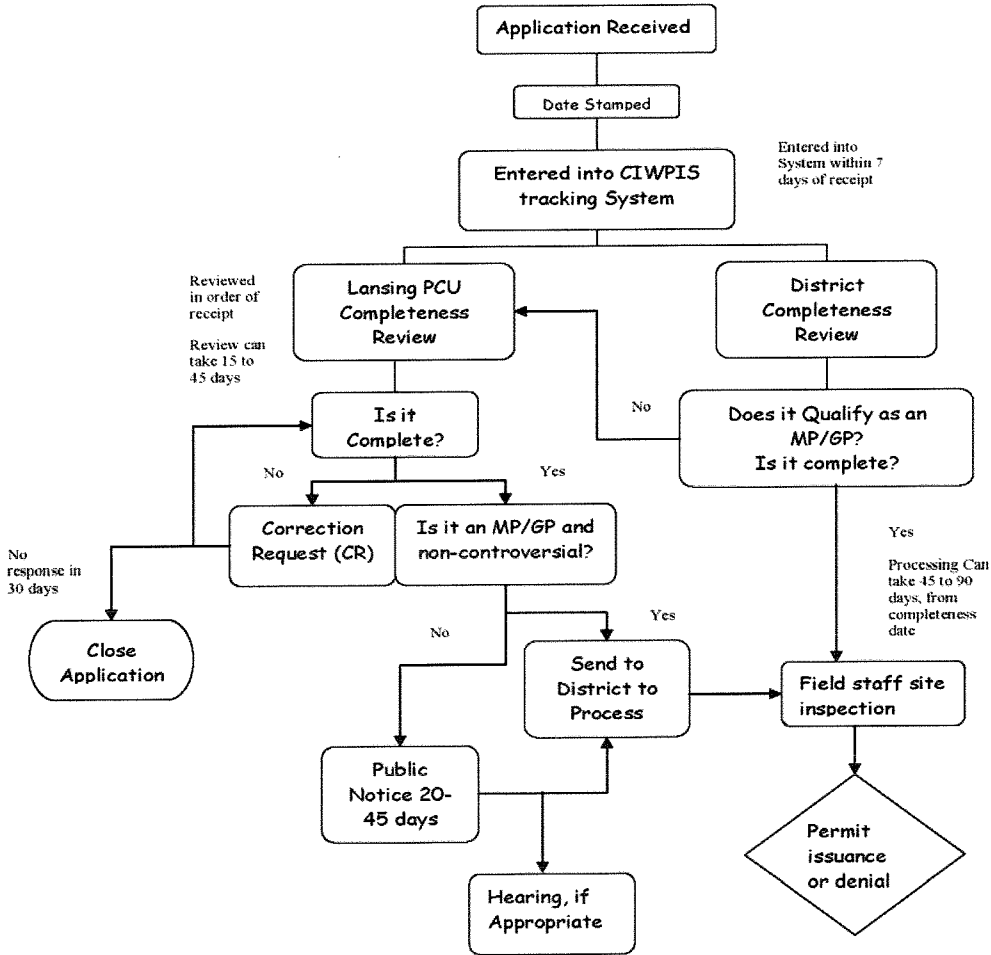 Application Received
Date Stamped
Entered into CIWPIS
tracking System
Entered into
System within 7
days of receipt
Reviewed
in order of
receipt
Review can
take 15 to
45 days
Lansing PCU
Completeness
Review
District
Completeness
Review
Is it
Complete?
No
Does it Qualify as an
MP/GP?
Is it complete?
No
Yes
Correction
Request (CR)
Is it an MP/GP and
non-controversial?
No
response in
30 days
Yes
Processing Can
take 45 to 90
days, from
completeness
date
Close
Application
No
Yes
Send to
District to
Process
Field staff site
inspection
Public
Notice 20-
45 days
Permit
issuance
or denial
Hearing, if
Appropriate